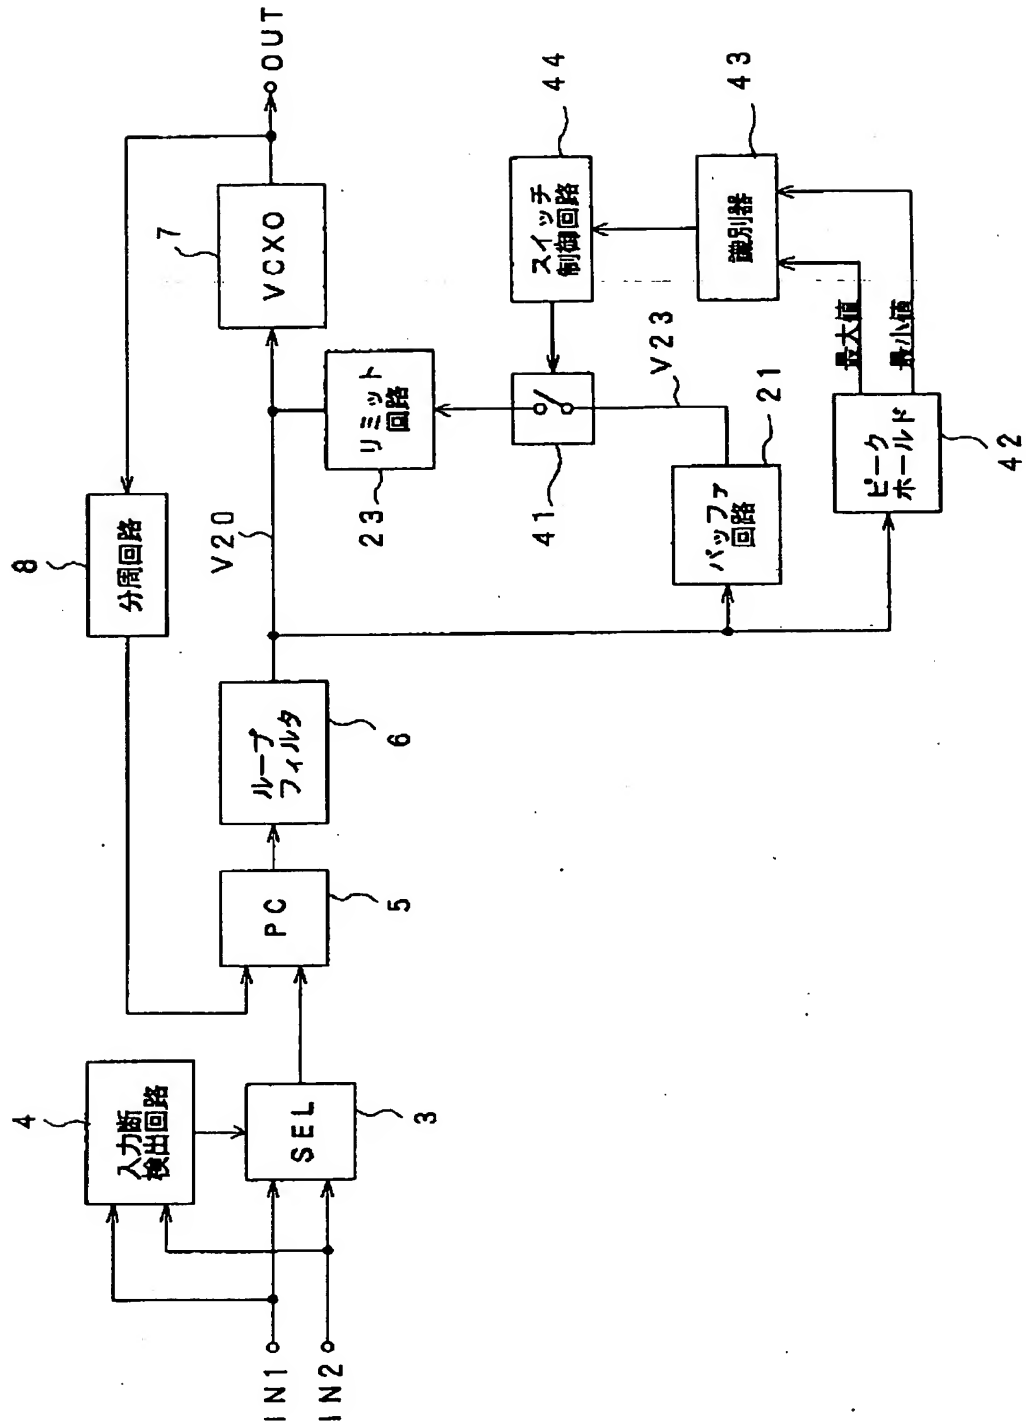 IN1
IN2
4
入力断
検出回路
SEL
3
8
分周回路
PC
5
ループ
フィルタ
6
V20
7
VCXO
OUT
リミット
回路
23
41
スイッチ
制御回路
44
V23
バッファ
回路
21
識別器
43
ピーク
ホールド
42
最大値
最小値